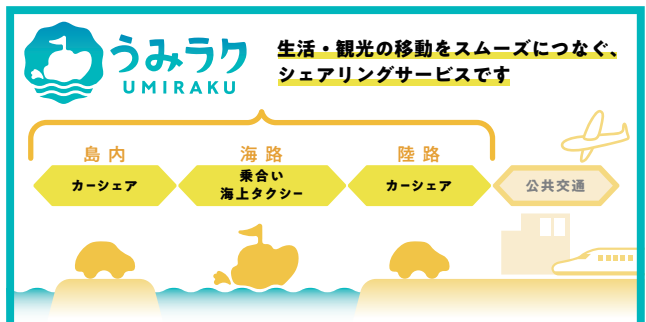 うみラク
UMIRAKU
生活・観光の移動をスムーズにつなぐ、
シェアリングサービスです
島内
海路
陸路
カーシェア
乗合い
海上タクシー
カーシェア
公共交通